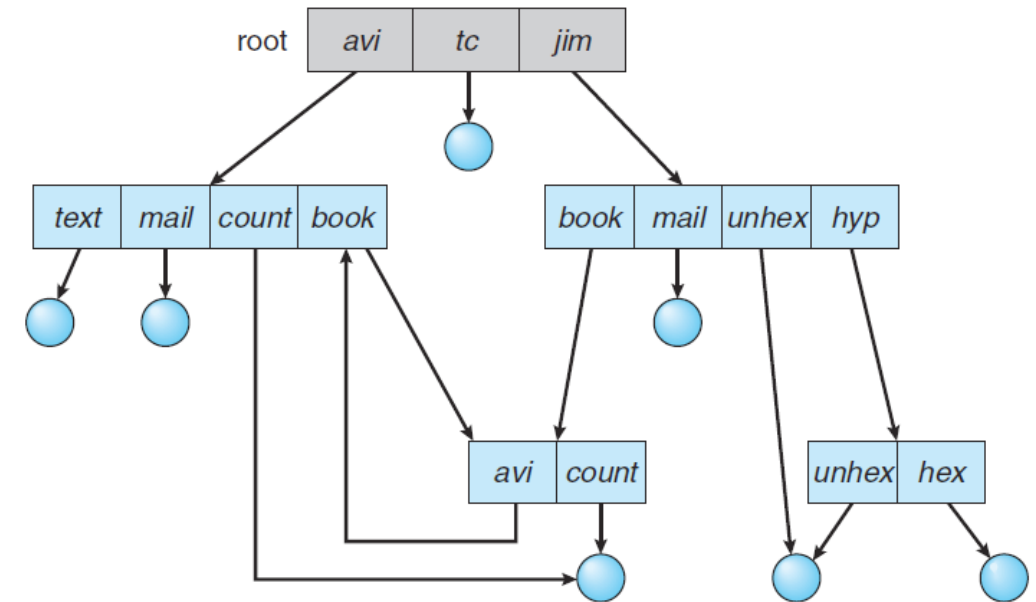 root avi tc jim
text mail count book book mail unhex hyp
avi count unhex hex